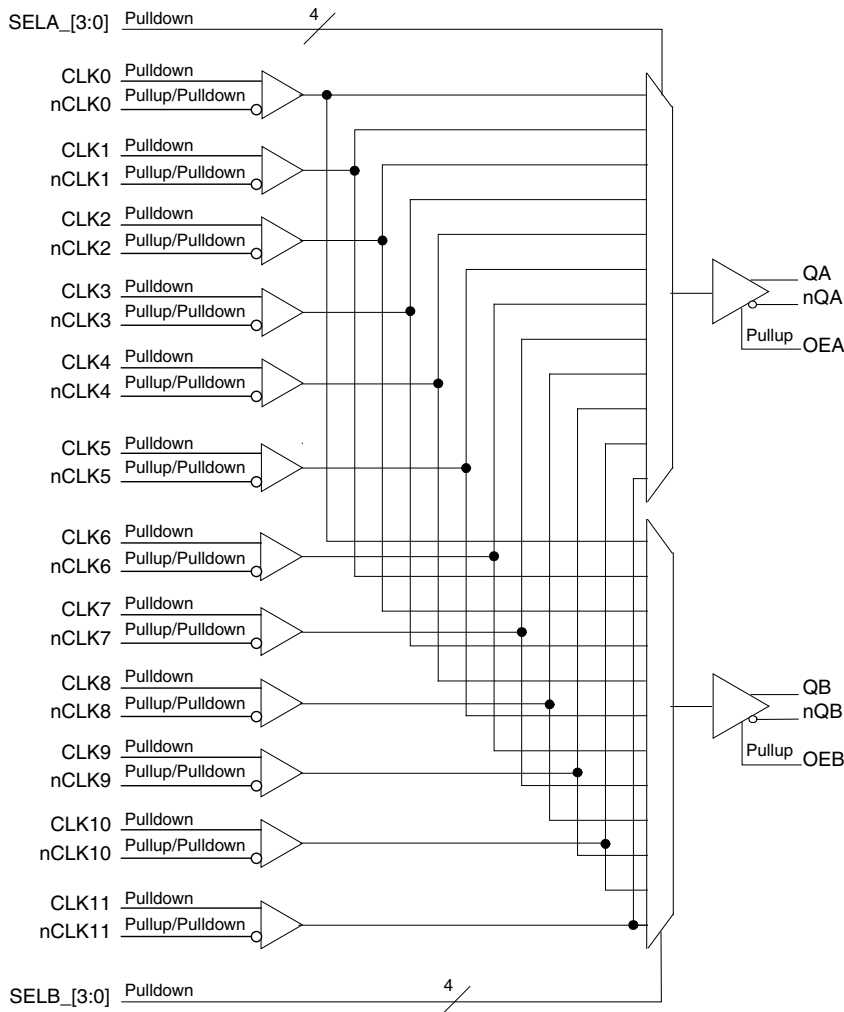 SELA_[3:0] Pulldown 4
CLK0 Pulldown
nCLK0 Pullup/Pulldown
CLK1 Pulldown
nCLK1 Pullup/Pulldown
CLK2 Pulldown
nCLK2 Pullup/Pulldown
CLK3 Pulldown
nCLK3 Pullup/Pulldown
CLK4 Pulldown
nCLK4 Pullup/Pulldown
CLK5 Pulldown
nCLK5 Pullup/Pulldown
CLK6 Pulldown
nCLK6 Pullup/Pulldown
CLK7 Pulldown
nCLK7 Pullup/Pulldown
CLK8 Pulldown
nCLK8 Pullup/Pulldown
CLK9 Pulldown
nCLK9 Pullup/Pulldown
CLK10 Pulldown
nCLK10 Pullup/Pulldown
CLK11 Pulldown
nCLK11 Pullup/Pulldown
SELB_[3:0] Pulldown 4
QA
nQA
Pullup OEA
QB
nQB
Pullup OEB